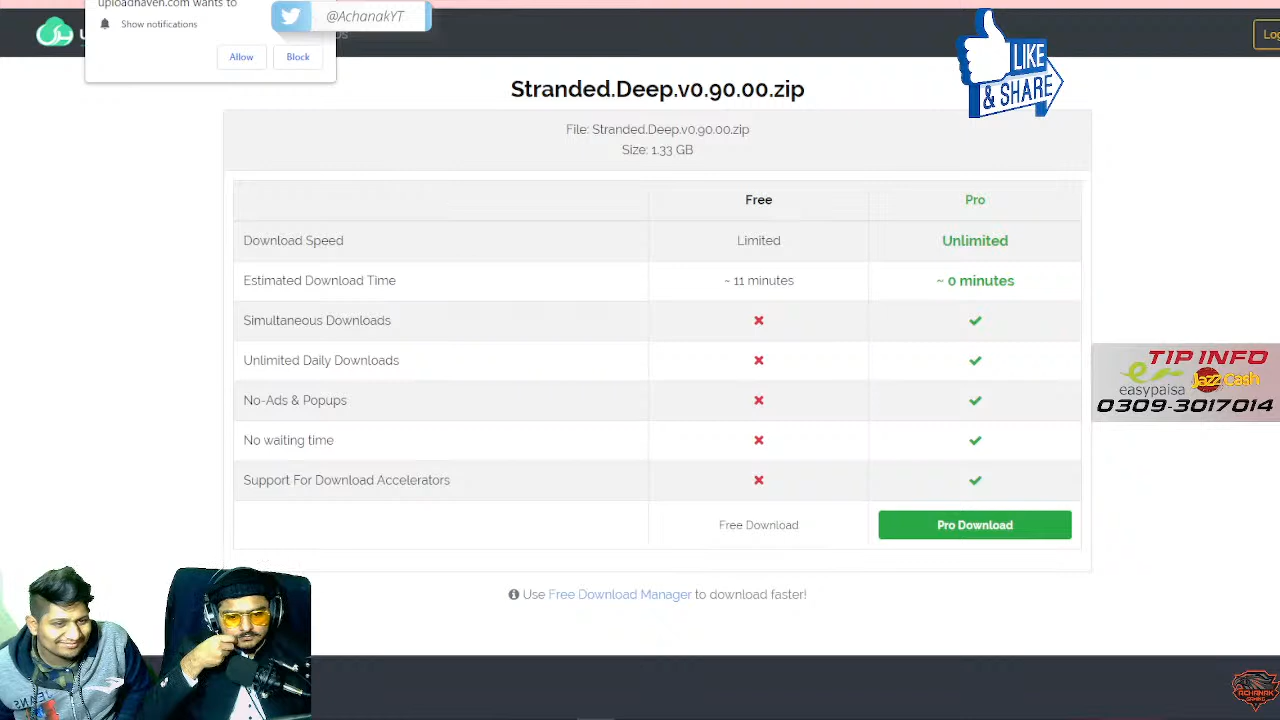 uploadhaven.com wants to
Show notifications
Allow
Block
@AchanakYT
LIKE
& SHARE
Stranded.Deep.v0.90.00.zip
File: Stranded.Deep.v0.90.00.zip
Size: 1.33 GB
Free
Pro
Download Speed
Limited
Unlimited
Estimated Download Time
~ 11 minutes
~ 0 minutes
Simultaneous Downloads
Unlimited Daily Downloads
No-Ads & Popups
No waiting time
Support For Download Accelerators
Free Download
Pro Download
Use Free Download Manager to download faster!
TIP INFO
easypaisa
JazzCash
0309-3017014
ACHANAK
GAMING